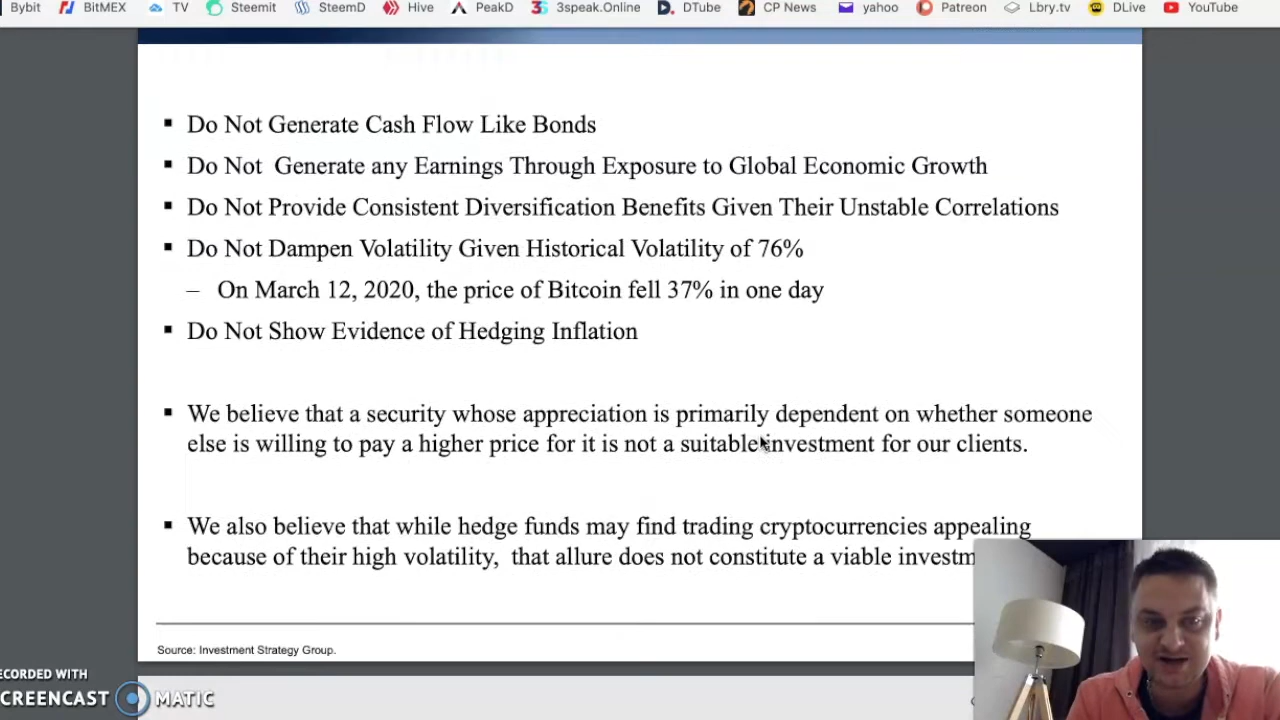 Bybit BitMEX TV Steemit SteemD Hive PeakD 3speak.Online DTube CP News yahoo Patreon Lbry.tv DLive YouTube
▪ Do Not Generate Cash Flow Like Bonds
▪ Do Not Generate any Earnings Through Exposure to Global Economic Growth
▪ Do Not Provide Consistent Diversification Benefits Given Their Unstable Correlations
▪ Do Not Dampen Volatility Given Historical Volatility of 76%
– On March 12, 2020, the price of Bitcoin fell 37% in one day
▪ Do Not Show Evidence of Hedging Inflation
▪ We believe that a security whose appreciation is primarily dependent on whether someone
else is willing to pay a higher price for it is not a suitable investment for our clients.
▪ We also believe that while hedge funds may find trading cryptocurrencies appealing
because of their high volatility, that allure does not constitute a viable investm
Source: Investment Strategy Group.
ECORDED WITH
CREENCAST MATIC